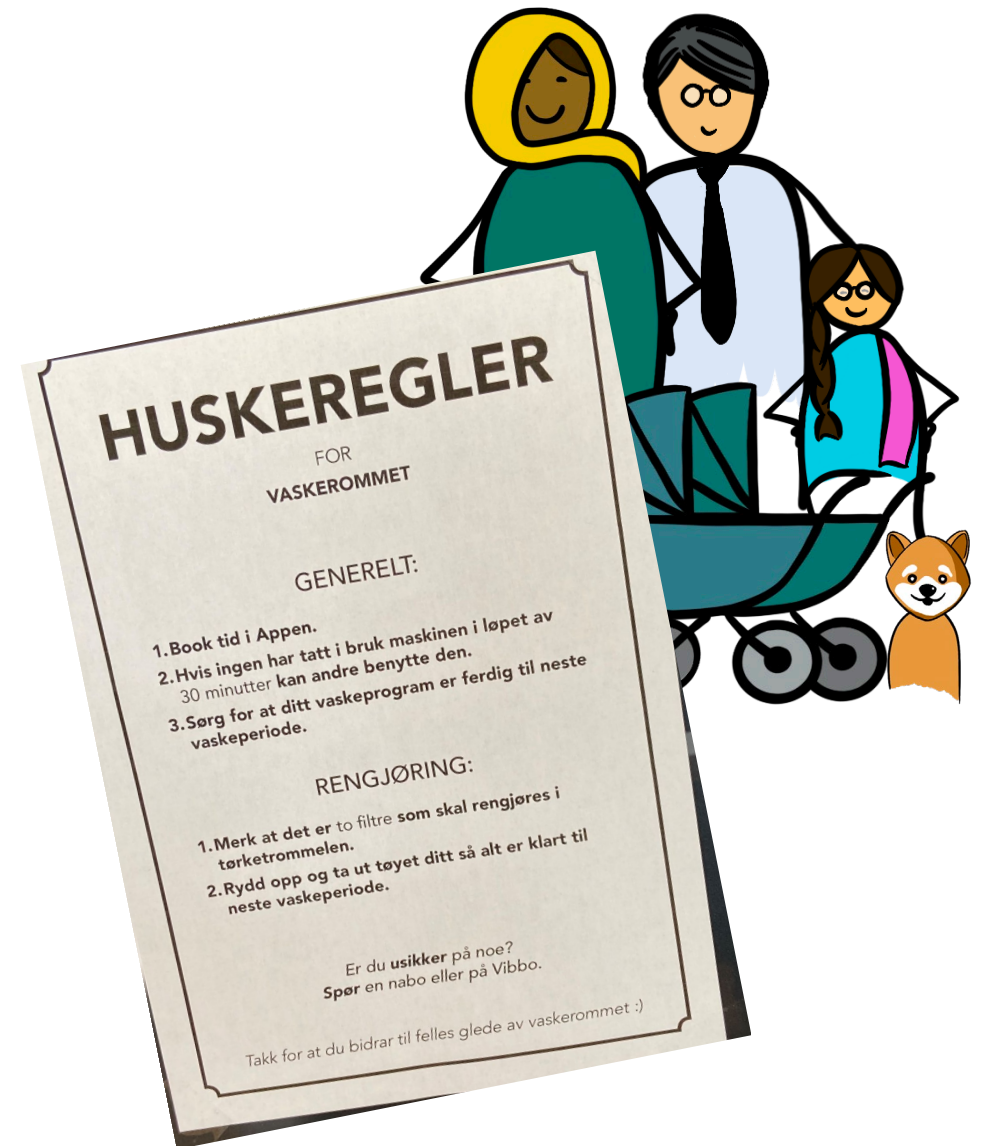 HUSKEREGLER
FOR
VASKEROMMET
GENERELT:
1.Book tid i Appen.
2.Hvis ingen har tatt i bruk maskinen i løpet av
30 minutter kan andre benytte den.
3.Sørg for at ditt vaskeprogram er ferdig til neste
vaskeperiode.
RENGJØRING:
1.Merk at det er to filtre som skal rengjøres i
tørketrommelen.
2.Rydd opp og ta ut tøyet ditt så alt er klart til
neste vaskeperiode.
Er du usikker på noe?
Spør en nabo eller på Vibbo.
Takk for at du bidrar til felles glede av vaskerommet :)